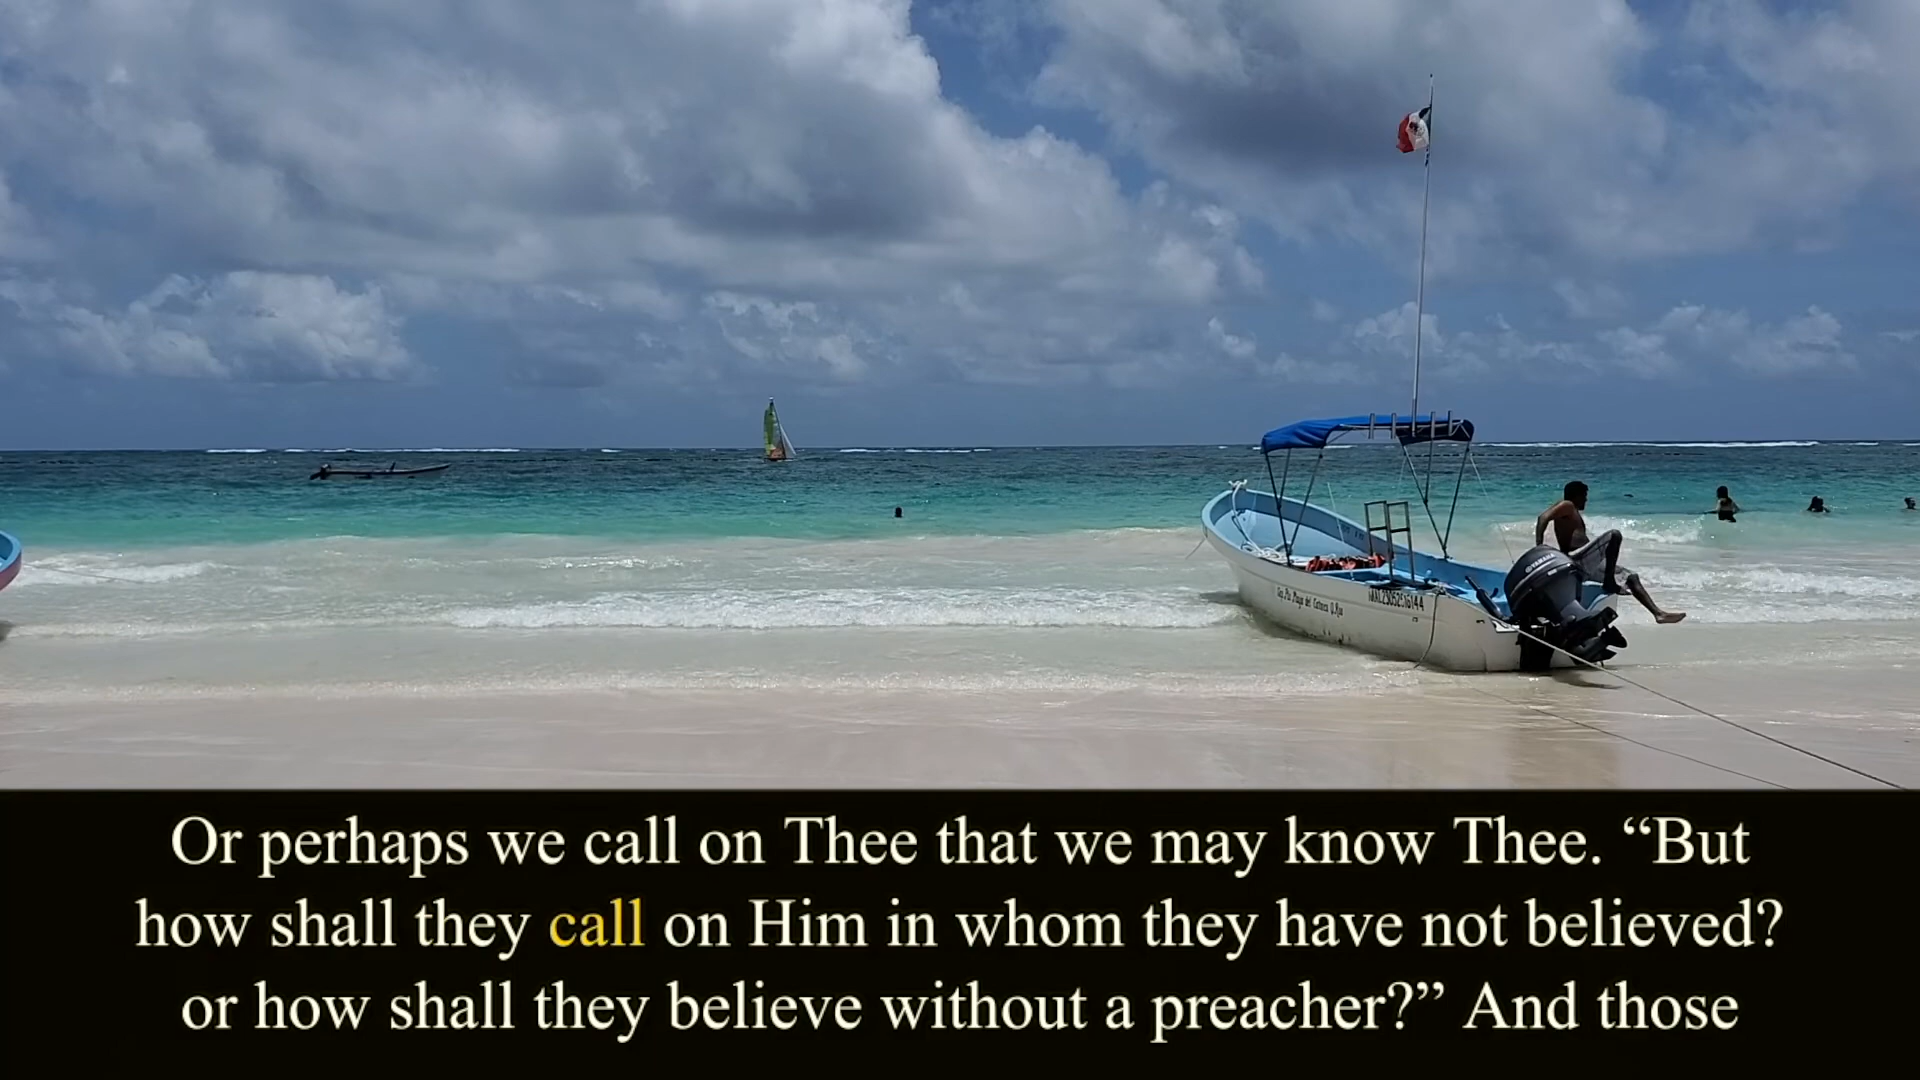 YAMAHA
Or perhaps we call on Thee that we may know Thee. “But
how shall they call on Him in whom they have not believed?
or how shall they believe without a preacher?” And those